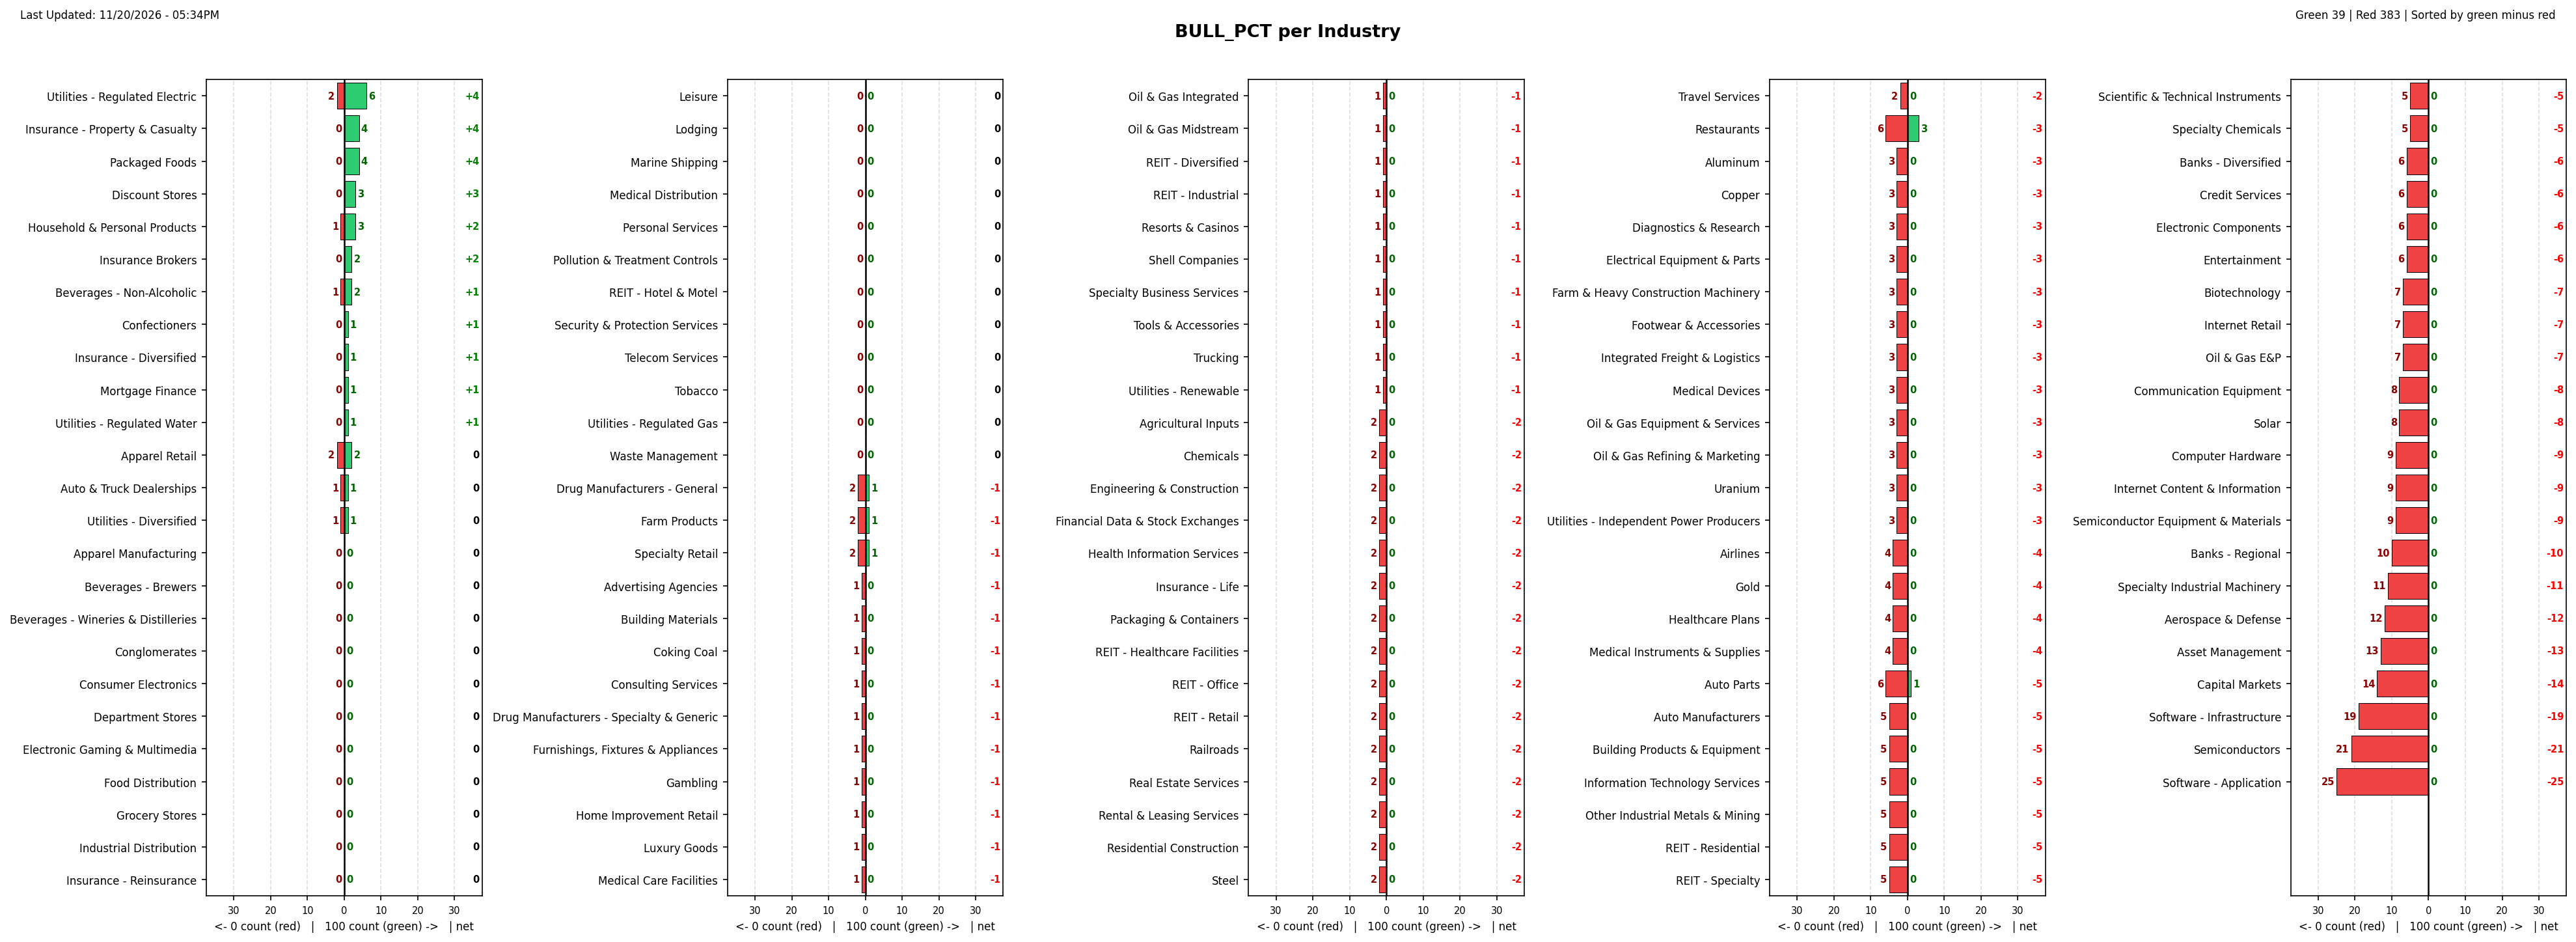 Last Updated: 11/20/2026 - 05:34PM
Green 39 | Red 383 | Sorted by green minus red
BULL_PCT per Industry
Utilities - Regulated Electric 2 6 +4
Insurance - Property & Casualty 0 4 +4
Packaged Foods 0 4 +4
Discount Stores 0 3 +3
Household & Personal Products 1 3 +2
Insurance Brokers 0 2 +2
Beverages - Non-Alcoholic 1 2 +1
Confectioners 0 1 +1
Insurance - Diversified 0 1 +1
Mortgage Finance 0 1 +1
Utilities - Regulated Water 0 1 +1
Apparel Retail 2 2 0
Auto & Truck Dealerships 1 1 0
Utilities - Diversified 1 1 0
Apparel Manufacturing 0 0 0
Beverages - Brewers 0 0 0
Beverages - Wineries & Distilleries 0 0 0
Conglomerates 0 0 0
Consumer Electronics 0 0 0
Department Stores 0 0 0
Electronic Gaming & Multimedia 0 0 0
Food Distribution 0 0 0
Grocery Stores 0 0 0
Industrial Distribution 0 0 0
Insurance - Reinsurance 0 0 0
30 20 10 0 10 20 30
<- 0 count (red) | 100 count (green) -> | net
Leisure 0 0 0
Lodging 0 0 0
Marine Shipping 0 0 0
Medical Distribution 0 0 0
Personal Services 0 0 0
Pollution & Treatment Controls 0 0 0
REIT - Hotel & Motel 0 0 0
Security & Protection Services 0 0 0
Telecom Services 0 0 0
Tobacco 0 0 0
Utilities - Regulated Gas 0 0 0
Waste Management 0 0 0
Drug Manufacturers - General 2 1 -1
Farm Products 2 1 -1
Specialty Retail 2 1 -1
Advertising Agencies 1 0 -1
Building Materials 1 0 -1
Coking Coal 1 0 -1
Consulting Services 1 0 -1
Drug Manufacturers - Specialty & Generic 1 0 -1
Furnishings, Fixtures & Appliances 1 0 -1
Gambling 1 0 -1
Home Improvement Retail 1 0 -1
Luxury Goods 1 0 -1
Medical Care Facilities 1 0 -1
30 20 10 0 10 20 30
<- 0 count (red) | 100 count (green) -> | net
Oil & Gas Integrated 1 0 -1
Oil & Gas Midstream 1 0 -1
REIT - Diversified 1 0 -1
REIT - Industrial 1 0 -1
Resorts & Casinos 1 0 -1
Shell Companies 1 0 -1
Specialty Business Services 1 0 -1
Tools & Accessories 1 0 -1
Trucking 1 0 -1
Utilities - Renewable 1 0 -1
Agricultural Inputs 2 0 -2
Chemicals 2 0 -2
Engineering & Construction 2 0 -2
Financial Data & Stock Exchanges 2 0 -2
Health Information Services 2 0 -2
Insurance - Life 2 0 -2
Packaging & Containers 2 0 -2
REIT - Healthcare Facilities 2 0 -2
REIT - Office 2 0 -2
REIT - Retail 2 0 -2
Railroads 2 0 -2
Real Estate Services 2 0 -2
Rental & Leasing Services 2 0 -2
Residential Construction 2 0 -2
Steel 2 0 -2
30 20 10 0 10 20 30
<- 0 count (red) | 100 count (green) -> | net
Travel Services 2 0 -2
Restaurants 6 3 -3
Aluminum 3 0 -3
Copper 3 0 -3
Diagnostics & Research 3 0 -3
Electrical Equipment & Parts 3 0 -3
Farm & Heavy Construction Machinery 3 0 -3
Footwear & Accessories 3 0 -3
Integrated Freight & Logistics 3 0 -3
Medical Devices 3 0 -3
Oil & Gas Equipment & Services 3 0 -3
Oil & Gas Refining & Marketing 3 0 -3
Uranium 3 0 -3
Utilities - Independent Power Producers 3 0 -3
Airlines 4 0 -4
Gold 4 0 -4
Healthcare Plans 4 0 -4
Medical Instruments & Supplies 4 0 -4
Auto Parts 6 1 -5
Auto Manufacturers 5 0 -5
Building Products & Equipment 5 0 -5
Information Technology Services 5 0 -5
Other Industrial Metals & Mining 5 0 -5
REIT - Residential 5 0 -5
REIT - Specialty 5 0 -5
30 20 10 0 10 20 30
<- 0 count (red) | 100 count (green) -> | net
Scientific & Technical Instruments 5 0 -5
Specialty Chemicals 5 0 -5
Banks - Diversified 6 0 -6
Credit Services 6 0 -6
Electronic Components 6 0 -6
Entertainment 6 0 -6
Biotechnology 7 0 -7
Internet Retail 7 0 -7
Oil & Gas E&P 7 0 -7
Communication Equipment 8 0 -8
Solar 8 0 -8
Computer Hardware 9 0 -9
Internet Content & Information 9 0 -9
Semiconductor Equipment & Materials 9 0 -9
Banks - Regional 10 0 -10
Specialty Industrial Machinery 11 0 -11
Aerospace & Defense 12 0 -12
Asset Management 13 0 -13
Capital Markets 14 0 -14
Software - Infrastructure 19 0 -19
Semiconductors 21 0 -21
Software - Application 25 0 -25
30 20 10 0 10 20 30
<- 0 count (red) | 100 count (green) -> | net